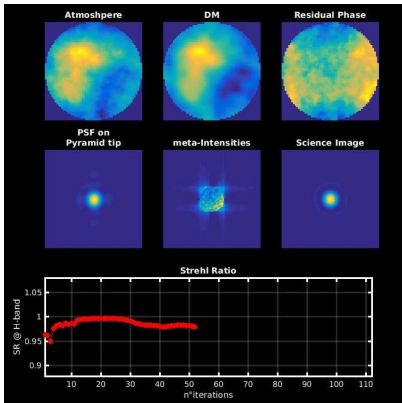 Atmoshpere
DM
Residual Phase
PSF on
Pyramid tip
meta-Intensities
Science Image
Strehl Ratio
SR @ H-band
1.05
1
0.95
0.9
10 20 30 40 50 60 70 80 90 100 110
n°iterations